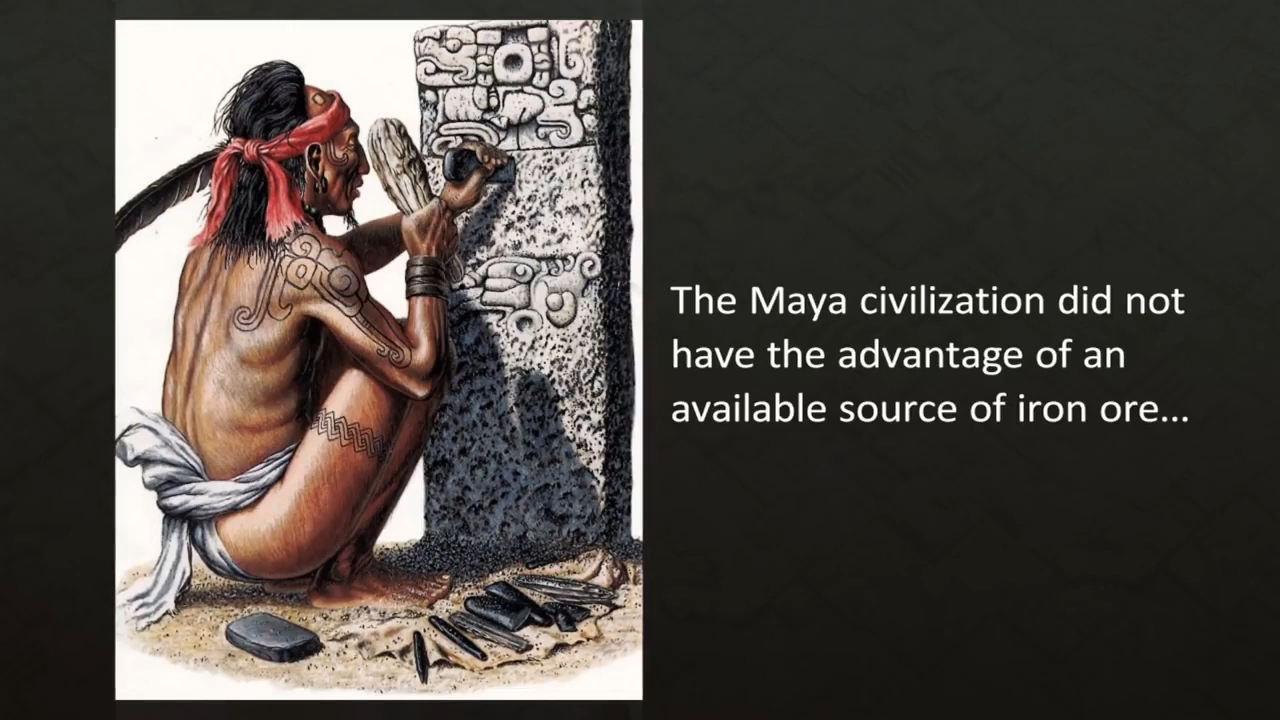 The Maya civilization did not
have the advantage of an
available source of iron ore...